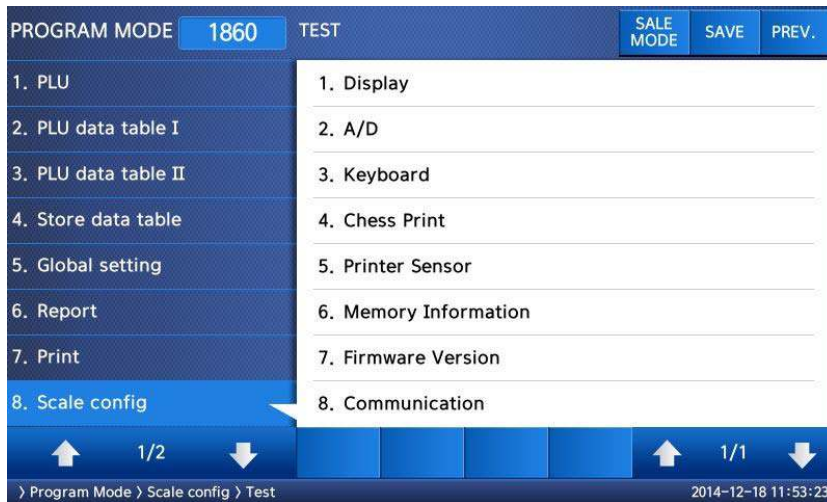 PROGRAM MODE 1860 TEST SALE MODE SAVE PREV.
1. PLU
2. PLU data table I
3. PLU data table II
4. Store data table
5. Global setting
6. Report
7. Print
8. Scale config
1. Display
2. A/D
3. Keyboard
4. Chess Print
5. Printer Sensor
6. Memory Information
7. Firmware Version
8. Communication
1/2
1/1
〉Program Mode 〉Scale config 〉Test
2014-12-18 11:53:23